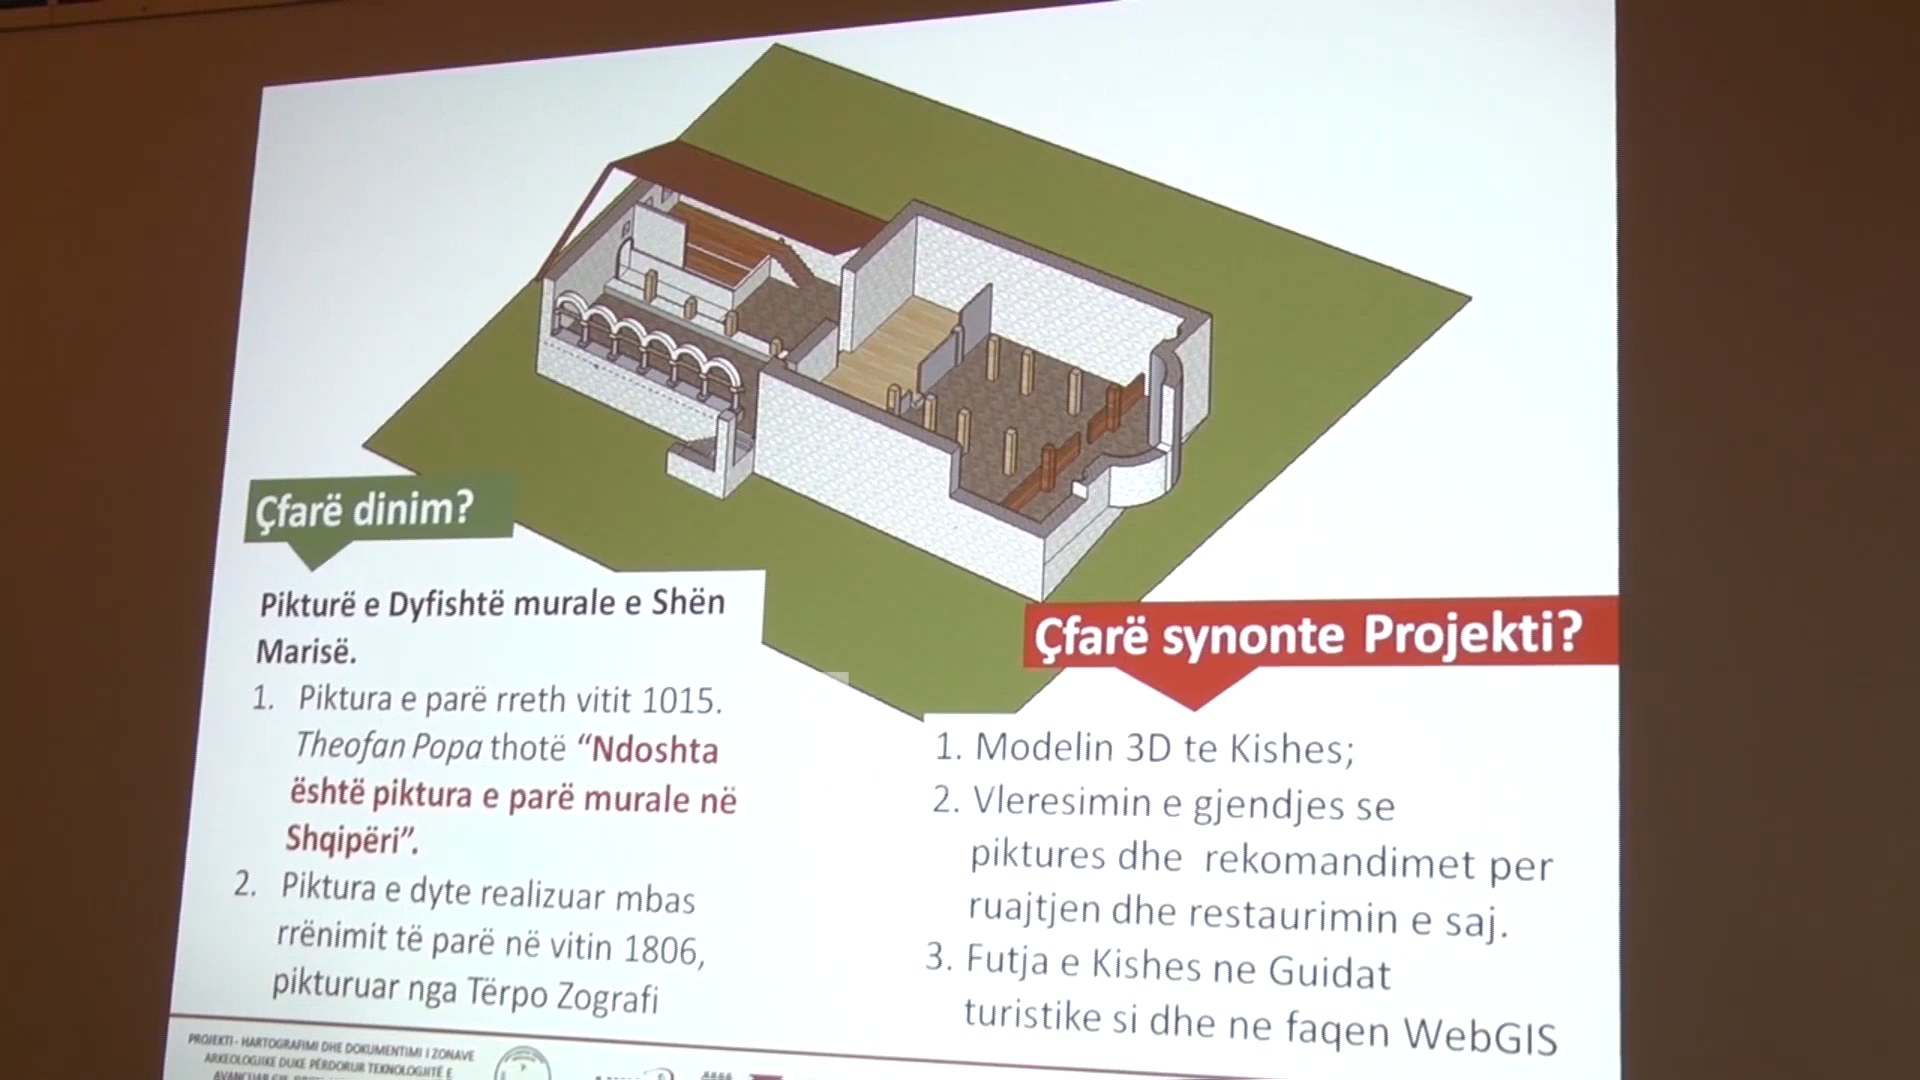 Çfarë dinim?
Pikturë e Dyfishtë murale e Shën
Marisë.
1. Piktura e parë rreth vitit 1015.
Theofan Popa thotë “Ndoshta
është piktura e parë murale në
Shqipëri”.
2. Piktura e dyte realizuar mbas
rrënimit të parë në vitin 1806,
pikturuar nga Tërpo Zografi
Çfarë synonte Projekti?
1. Modelin 3D te Kishes;
2. Vleresimin e gjendjes se
piktures dhe rekomandimet per
ruajtjen dhe restaurimin e saj.
3. Futja e Kishes ne Guidat
turistike si dhe ne faqen WebGIS
PROJEKTI - HARTOGRAFIMI DHE DOKUMENTIMI I ZONAVE
ARKEOLOGJIKE DUKE PËRDORUR TEKNOLOGJITË E